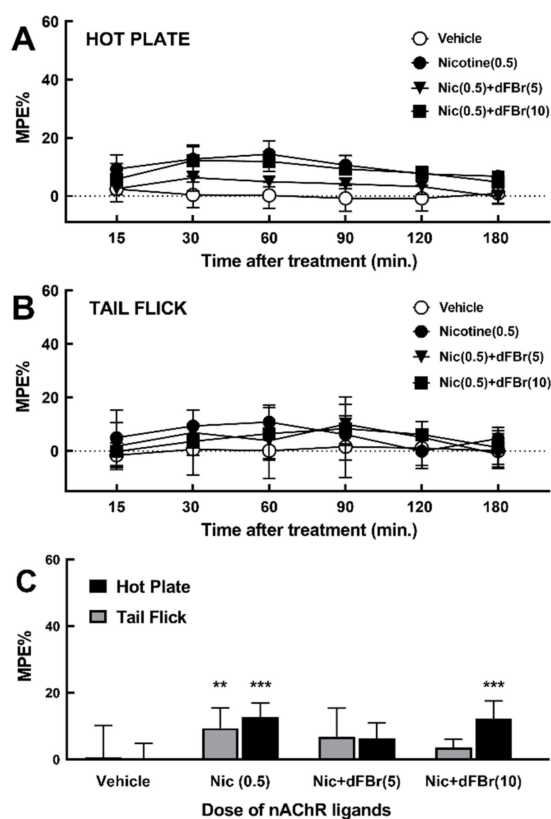 A
HOT PLATE
Vehicle
Nicotine(0.5)
Nic(0.5)+dFBr(5)
Nic(0.5)+dFBr(10)
MPE%
60
40
20
0
15 30 60 90 120 180
Time after treatment (min.)
B
TAIL FLICK
Vehicle
Nicotine(0.5)
Nic(0.5)+dFBr(5)
Nic(0.5)+dFBr(10)
MPE%
60
40
20
0
15 30 60 90 120 180
Time after treatment (min.)
C
Hot Plate
Tail Flick
MPE%
60
40
20
0
** *** ***
Vehicle Nic (0.5) Nic+dFBr(5) Nic+dFBr(10)
Dose of nAChR ligands